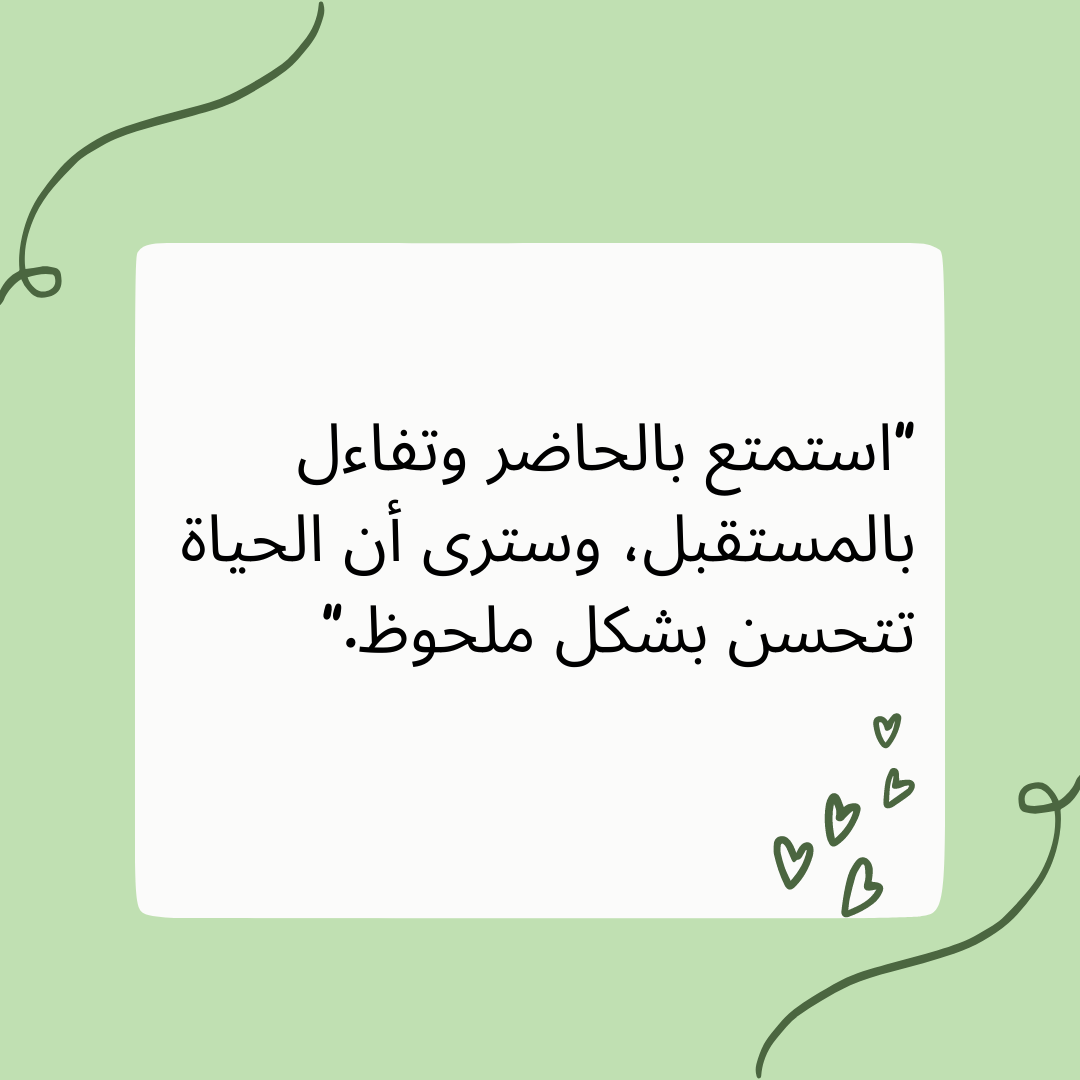 "استمتع بالحاضر وتفاءل
بالمستقبل، وسترى أن الحياة
تتحسن بشكل ملحوظ."